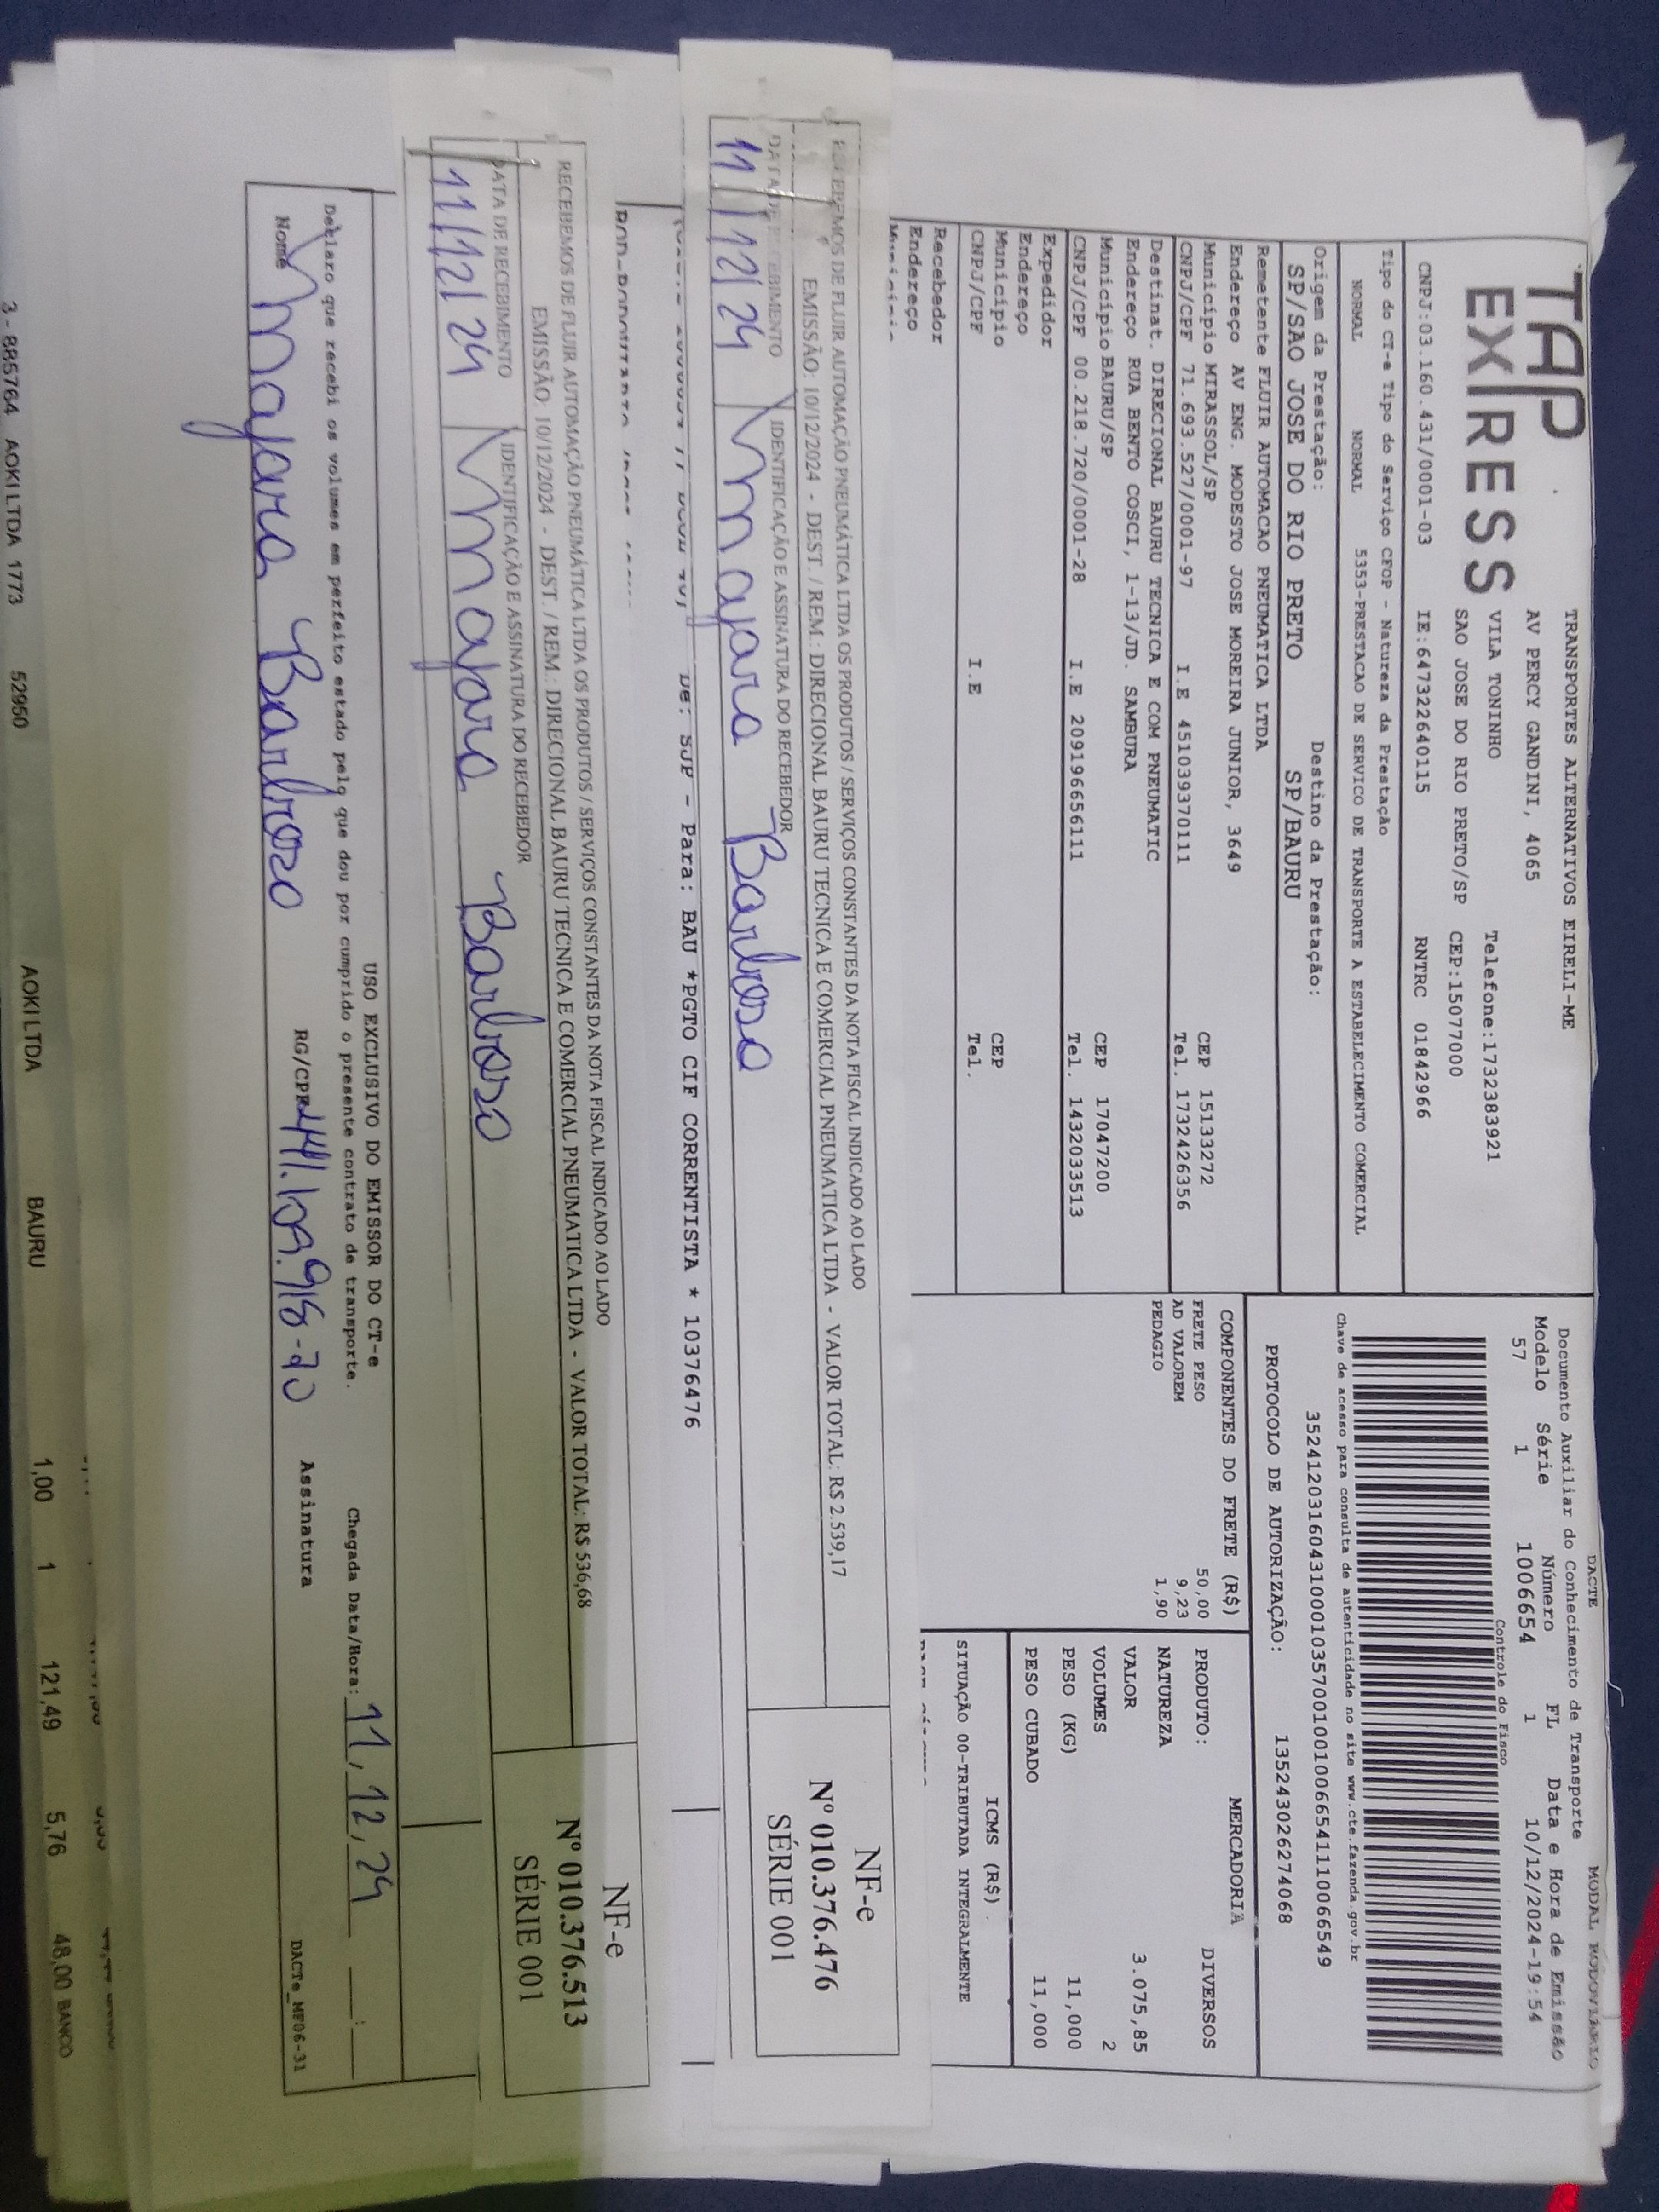 TAP
EXPRESS
TRANSPORTES ALTERNATIVOS EIRELI-ME
AV PERCY GANDINI, 4065
VILA TONINHO Telefone:1732383921
SAO JOSE DO RIO PRETO/SP CEP:15077000
CNPJ:03.160.431/0001-03 IE:647322640115 RNTRC 01842966
Tipo do CT-e Tipo do Serviço CFOP - Natureza da Prestação
NORMAL NORMAL 5353-PRESTACAO DE SERVICO DE TRANSPORTE A ESTABELECIMENTO COMERCIAL
Origem da Prestação: Destino da Prestação:
SP/SAO JOSE DO RIO PRETO SP/BAURU
Remetente FLUIR AUTOMACAO PNEUMATICA LTDA
Endereço AV ENG. MODESTO JOSE MOREIRA JUNIOR, 3649
Município MIRASSOL/SP CEP 15133272
CNPJ/CPF 71.693.527/0001-97 I.E 451039370111 Tel. 1732426356
Destinat. DIRECIONAL BAURU TECNICA E COM PNEUMATIC
Endereço RUA BENTO COSCI, 1-13/JD. SAMBURA
Município BAURU/SP CEP 17047200
CNPJ/CPF 00.218.720/0001-28 I.E 209196656111 Tel. 1432033513
Expedidor
Endereço
Município CEP
CNPJ/CPF I.E Tel.
Recebedor
Endereço
DACTE MODAL RODOVIARIO
Documento Auxiliar do Conhecimento de Transporte
Modelo Série Número FL Data e Hora de Emissão
57 1 100654 1 10/12/2024-19:54
Controle do Fisco
Chave de acesso para consulta de autenticidade no site www.cte.fazenda.gov.br
35241203160431000103570010010066541110066549
PROTOCOLO DE AUTORIZAÇÃO: 135243026274068
COMPONENTES DO FRETE (R$)
FRETE PESO 50,00
AD VALOREM 9,23
PEDAGIO 1,90
MERCADORIA
PRODUTO: DIVERSOS
NATUREZA
VALOR 3.075,85
VOLUMES 2
PESO (KG) 11,000
PESO CUBADO 11,000
ICMS (R$)
SITUAÇÃO 00-TRIBUTADA INTEGRALMENTE
RECEBEMOS DE FLUIR AUTOMAÇÃO PNEUMÁTICA LTDA OS PRODUTOS / SERVIÇOS CONSTANTES DA NOTA FISCAL INDICADO AO LADO
EMISSÃO: 10/12/2024 - DEST. / REM.: DIRECIONAL BAURU TECNICA E COMERCIAL PNEUMATICA LTDA - VALOR TOTAL: R$ 2.539,17
DATA DE RECEBIMENTO IDENTIFICAÇÃO E ASSINATURA DO RECEBEDOR
11/12/24 Mayara Barboso
NF-e
Nº 010.376.476
SÉRIE 001
De: SJP - Para: BAU *PGTO CIF CORRENTISTA * 10376476
RECEBEMOS DE FLUIR AUTOMAÇÃO PNEUMÁTICA LTDA OS PRODUTOS / SERVIÇOS CONSTANTES DA NOTA FISCAL INDICADO AO LADO
EMISSÃO: 10/12/2024 - DEST. / REM.: DIRECIONAL BAURU TECNICA E COMERCIAL PNEUMATICA LTDA - VALOR TOTAL: R$ 536,68
DATA DE RECEBIMENTO IDENTIFICAÇÃO E ASSINATURA DO RECEBEDOR
11/12/24 Mayara Barboso
NF-e
Nº 010.376.513
SÉRIE 001
USO EXCLUSIVO DO EMISSOR DO CT-e
Declaro que recebi os volumes em perfeito estado pelo que dou por cumprido o presente contrato de transporte. Chegada Data/Hora: 11/12/24
Nome Mayara Barboso RG/CPF Assinatura
DACTe_MF06-31
3 - 885764 AOKI LTDA 1773 52950 AOKI LTDA BAURU 1,00 1 121,49 5,76 48,00 BANCO